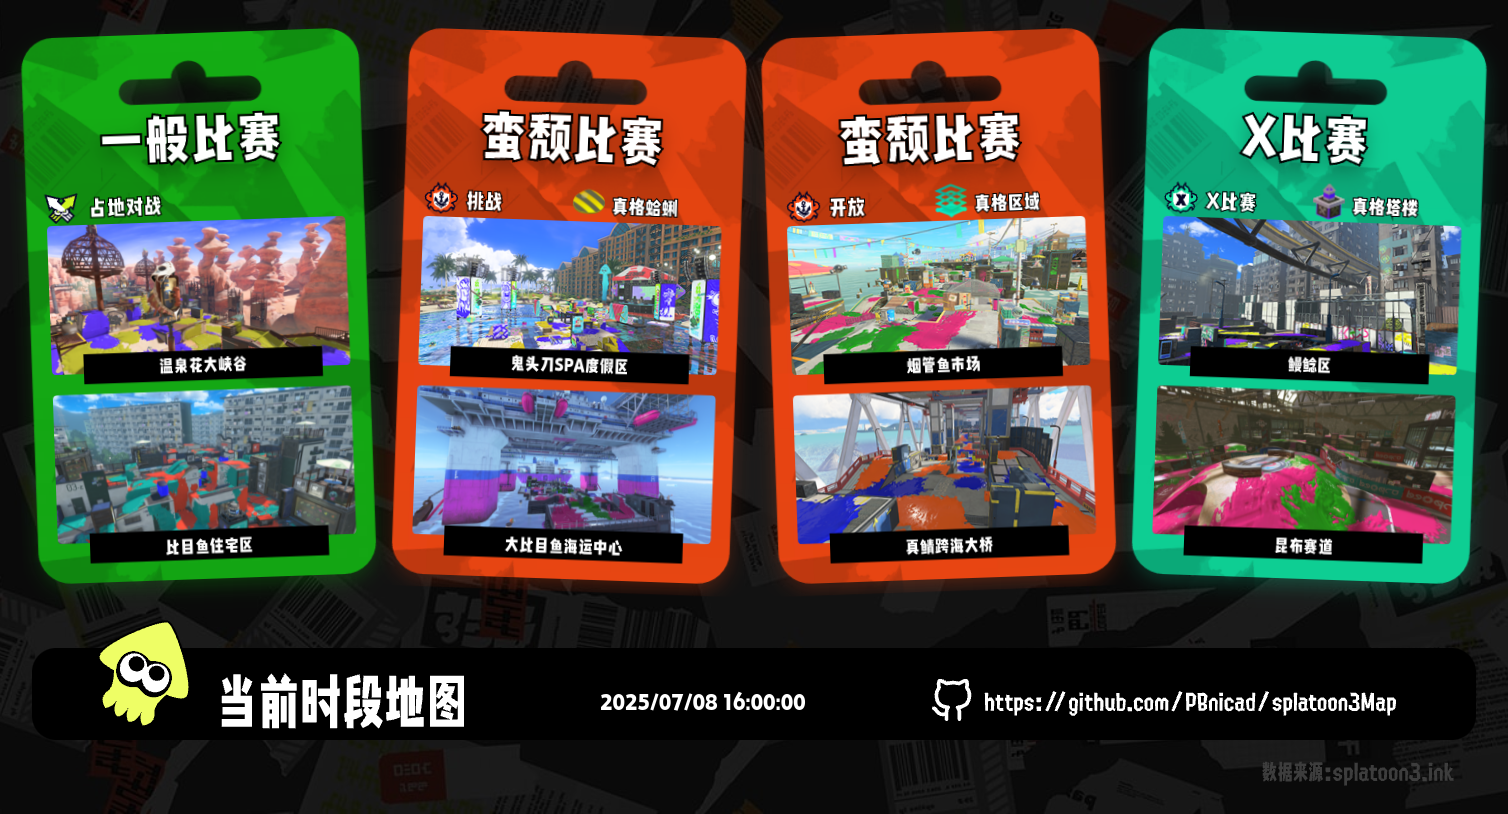 一般比赛
占地对战
温泉花大峡谷
比目鱼住宅区
蛮颓比赛
挑战
真格蛤蜊
鬼头刀SPA度假区
大比目鱼海运中心
蛮颓比赛
开放
真格区域
烟管鱼市场
真鲭跨海大桥
X比赛
X比赛
真格塔楼
鳗鲶区
昆布赛道
当前时段地图
2025/07/08 16:00:00
https://github.com/PBnicad/splatoon3Map
数据来源:splatoon3.ink